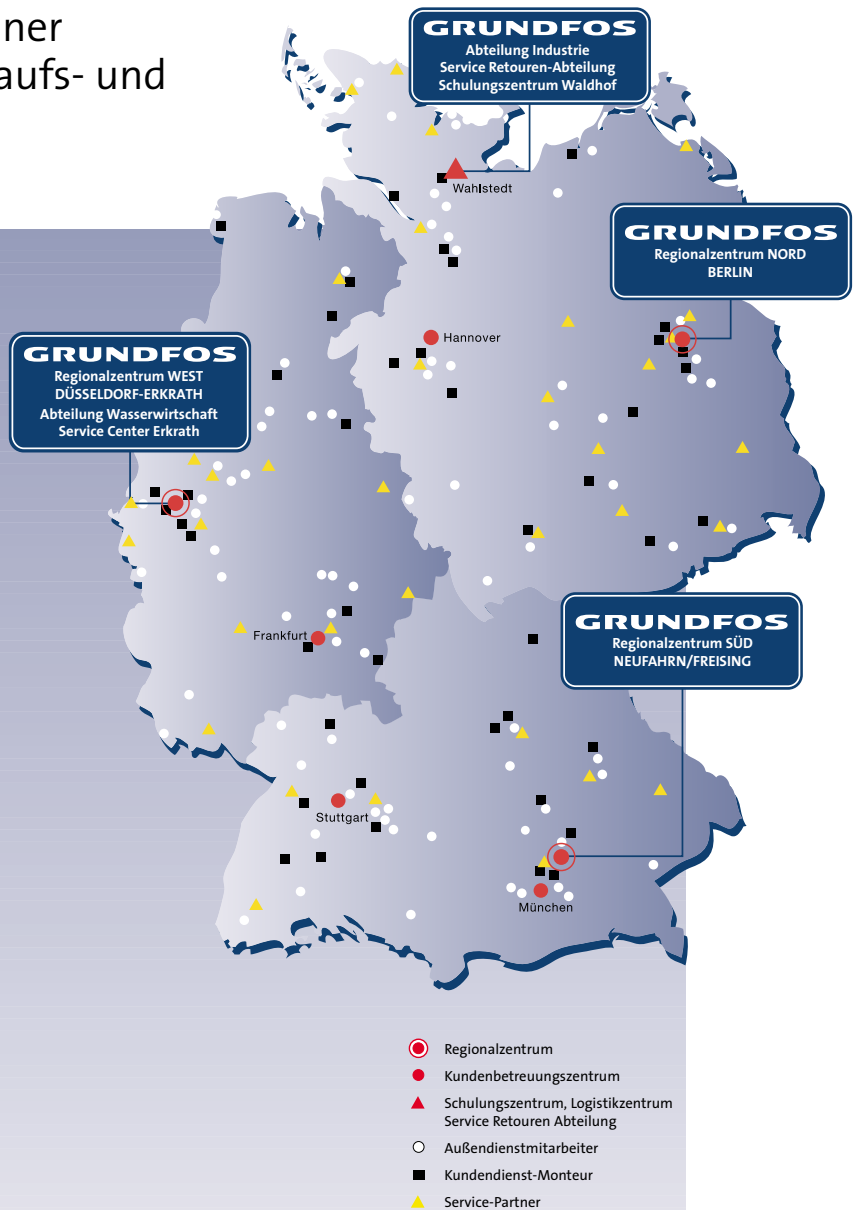 ner
aufs- und
GRUNDFOS
Abteilung Industrie
Service Retouren-Abteilung
Schulungszentrum Waldhof
Wahlstedt
GRUNDFOS
Regionalzentrum NORD
BERLIN
Hannover
GRUNDFOS
Regionalzentrum WEST
DÜSSELDORF-ERKRATH
Abteilung Wasserwirtschaft
Service Center Erkrath
Frankfurt
GRUNDFOS
Regionalzentrum SÜD
NEUFAHRN/FREISING
Stuttgart
München
Regionalzentrum
Kundenbetreuungszentrum
Schulungszentrum, Logistikzentrum
Service Retouren Abteilung
Außendienstmitarbeiter
Kundendienst-Monteur
Service-Partner